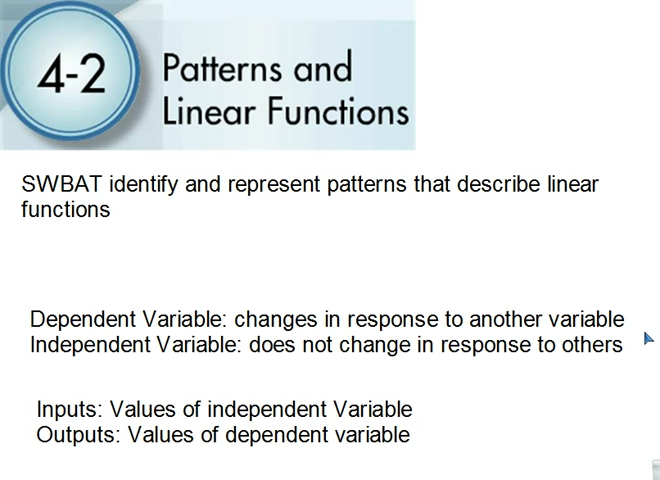 4-2
Patterns and
Linear Functions
SWBAT identify and represent patterns that describe linear
functions
Dependent Variable: changes in response to another variable
Independent Variable: does not change in response to others
Inputs: Values of independent Variable
Outputs: Values of dependent variable